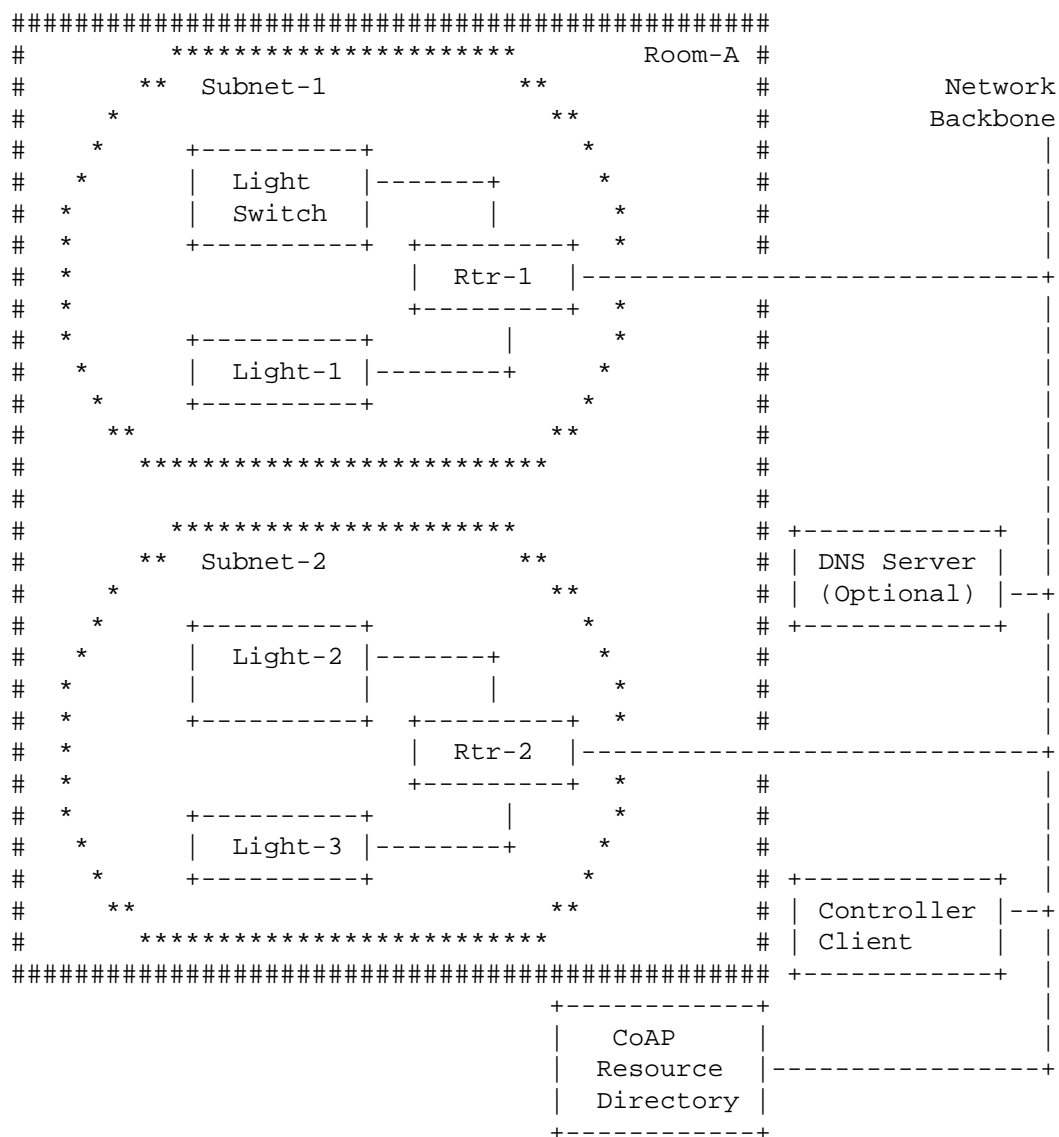 Room-A
Subnet-1
Network
Backbone
Light
Switch
Rtr-1
Light-1
Subnet-2
DNS Server
(Optional)
Light-2
Rtr-2
Light-3
Controller
Client
CoAP
Resource
Directory